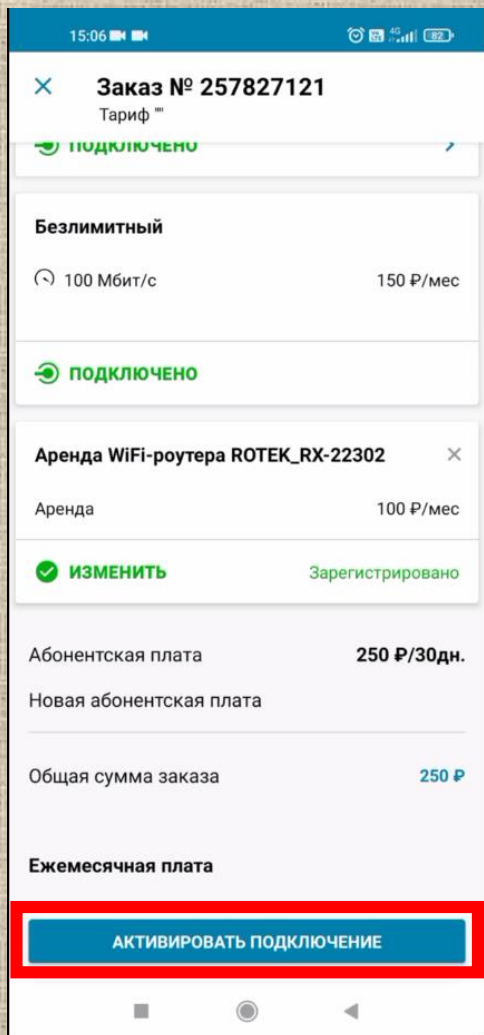 15:06
4G
82
Заказ № 257827121
Тариф ""
ПОДКЛЮЧЕНО
Безлимитный
100 Мбит/с 150 ₽/мес
ПОДКЛЮЧЕНО
Аренда WiFi-роутера ROTEK_RX-22302
Аренда 100 ₽/мес
ИЗМЕНИТЬ Зарегистрировано
Абонентская плата 250 ₽/30дн.
Новая абонентская плата
Общая сумма заказа 250 ₽
Ежемесячная плата
АКТИВИРОВАТЬ ПОДКЛЮЧЕНИЕ